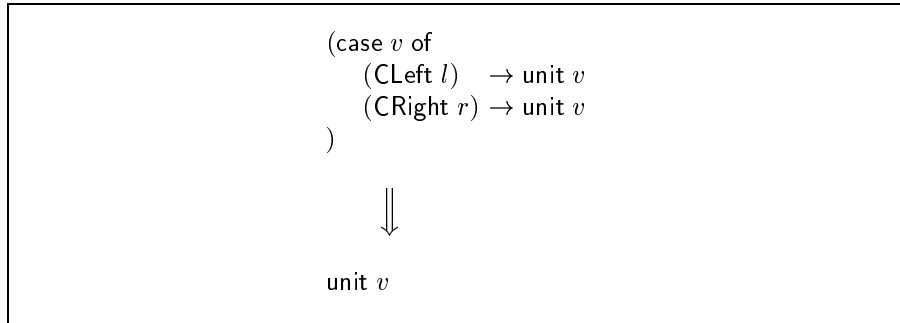 (case v of
(CLeft l) → unit v
(CRight r) → unit v
)
⇓
unit v